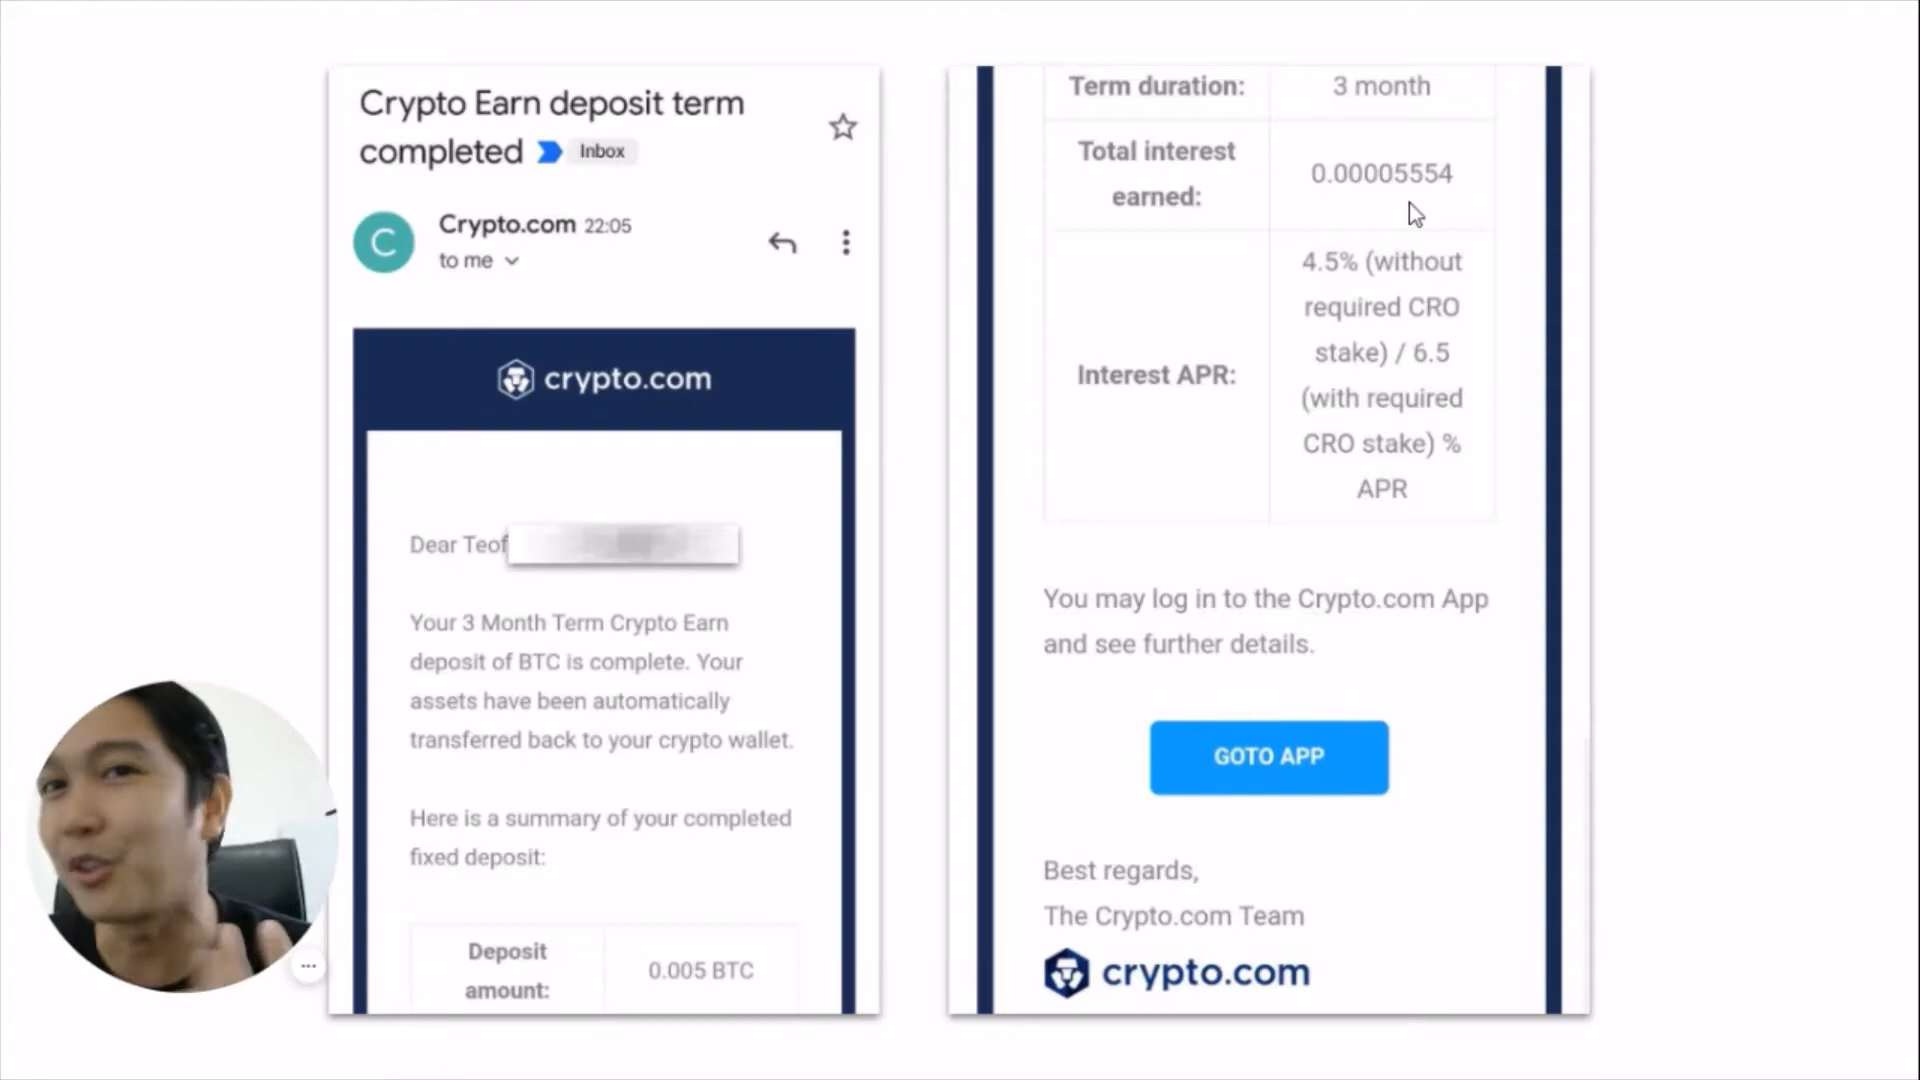 Crypto Earn deposit term
completed Inbox
C
Crypto.com 22:05
to me
crypto.com
Dear Teof
Your 3 Month Term Crypto Earn
deposit of BTC is complete. Your
assets have been automatically
transferred back to your crypto wallet.
Here is a summary of your completed
fixed deposit:
Deposit
amount:
0.005 BTC
Term duration:
3 month
Total interest
earned:
0.00005554
Interest APR:
4.5% (without
required CRO
stake) / 6.5
(with required
CRO stake) %
APR
You may log in to the Crypto.com App
and see further details.
GOTO APP
Best regards,
The Crypto.com Team
crypto.com